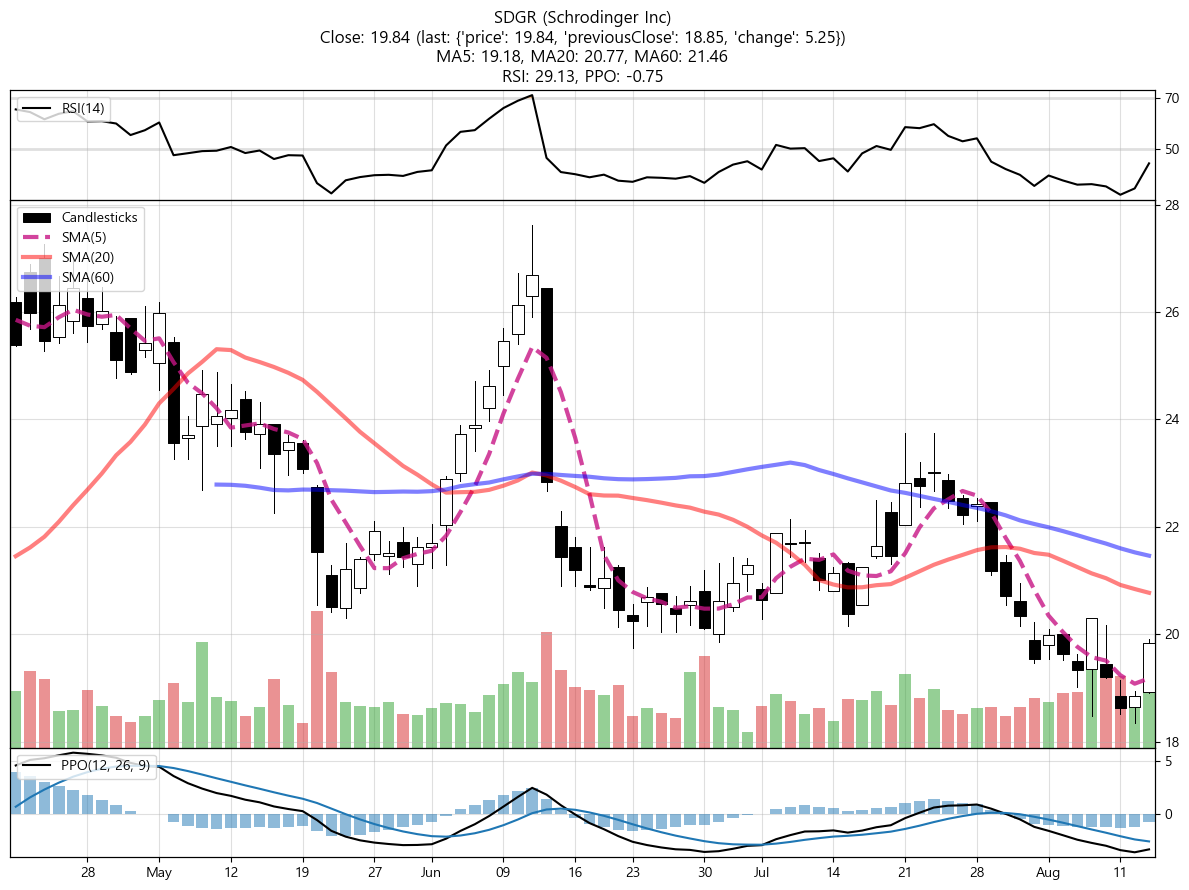 SDGR (Schrodinger Inc)
Close: 19.84 (last: {'price': 19.84, 'previousClose': 18.85, 'change': 5.25})
MA5: 19.18, MA20: 20.77, MA60: 21.46
RSI: 29.13, PPO: -0.75
RSI(14)
70
50
Candlesticks
SMA(5)
SMA(20)
SMA(60)
28
26
24
22
20
18
PPO(12, 26, 9)
5
0
28 May 12 19 27 Jun 09 16 23 30 Jul 14 21 28 Aug 11